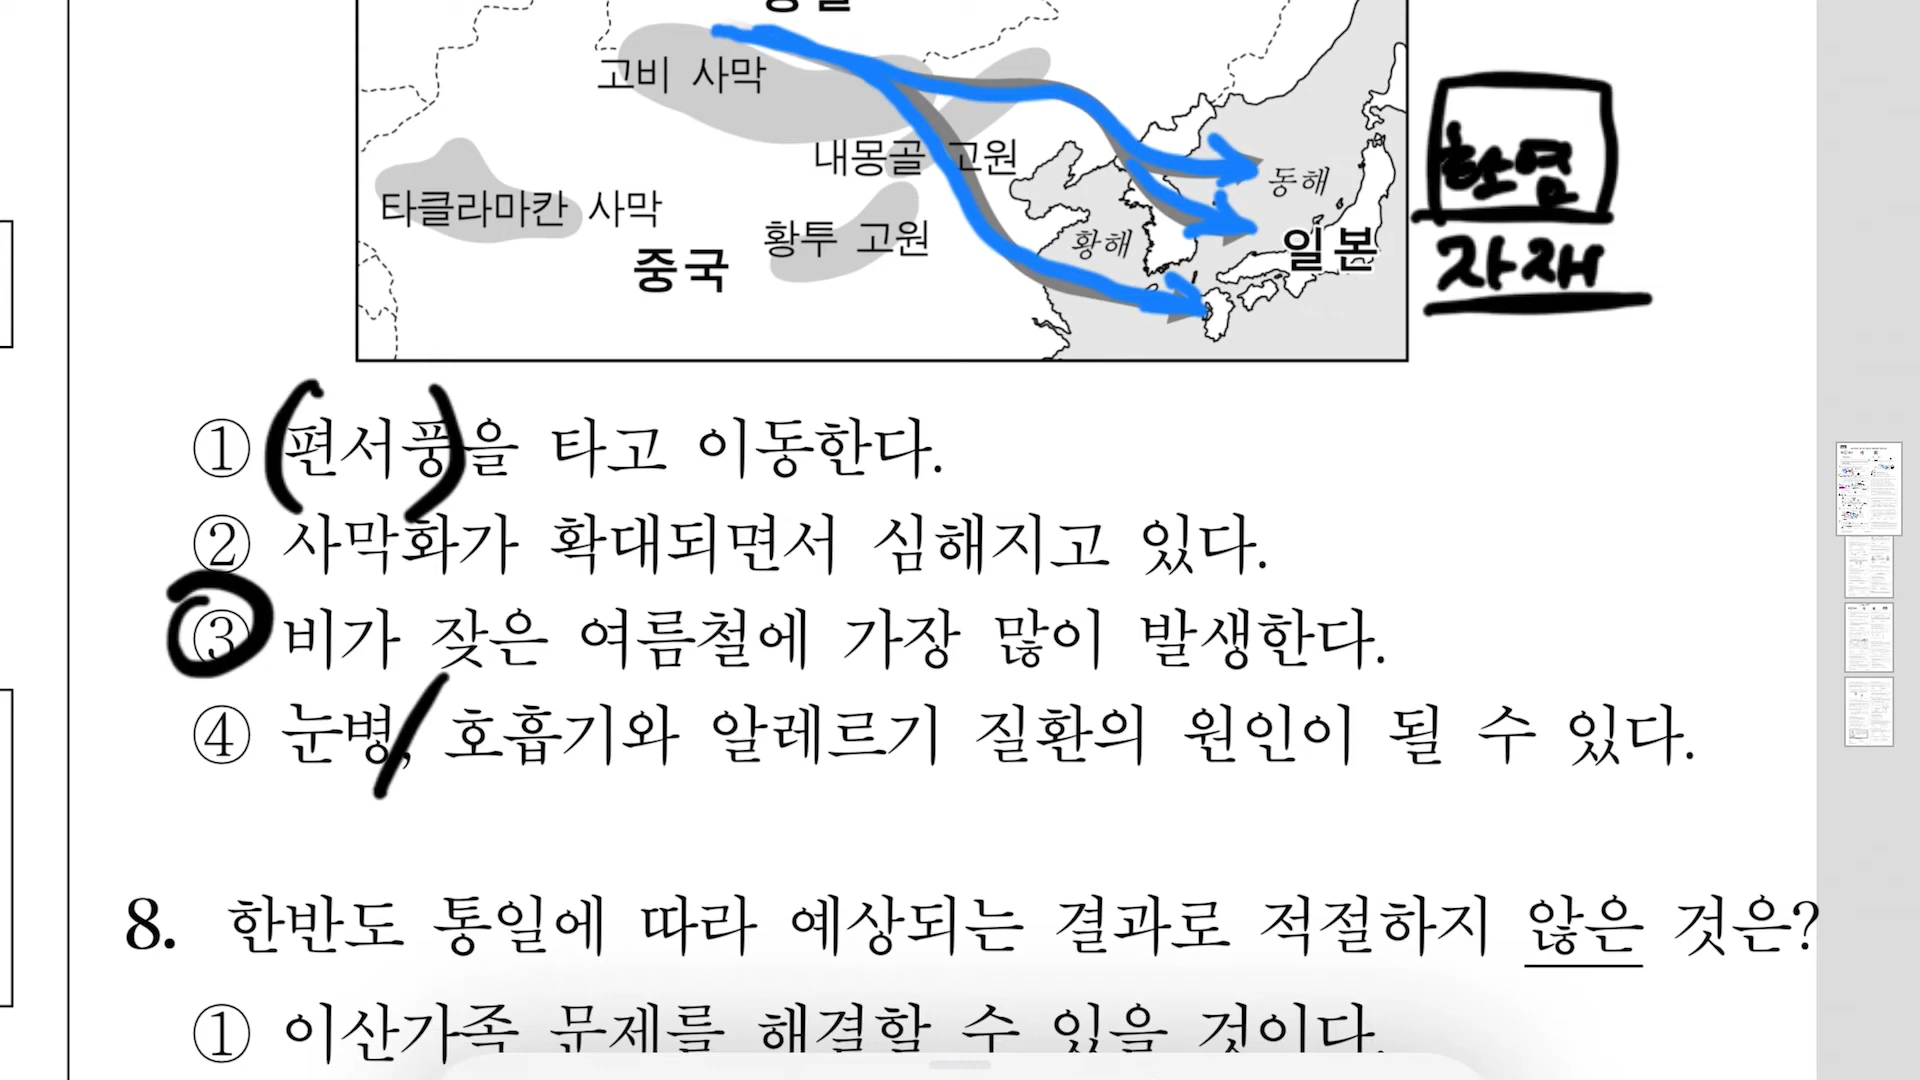 고비 사막
내몽골 고원
타클라마칸 사막
황투 고원
중국
황해
동해
일본
환염
자재
① 편서풍을 타고 이동한다.
② 사막화가 확대되면서 심해지고 있다.
③ 비가 잦은 여름철에 가장 많이 발생한다.
④ 눈병, 호흡기와 알레르기 질환의 원인이 될 수 있다.
8. 한반도 통일에 따라 예상되는 결과로 적절하지 않은 것은?
① 이산가족 문제를 해결할 수 있을 것이다.